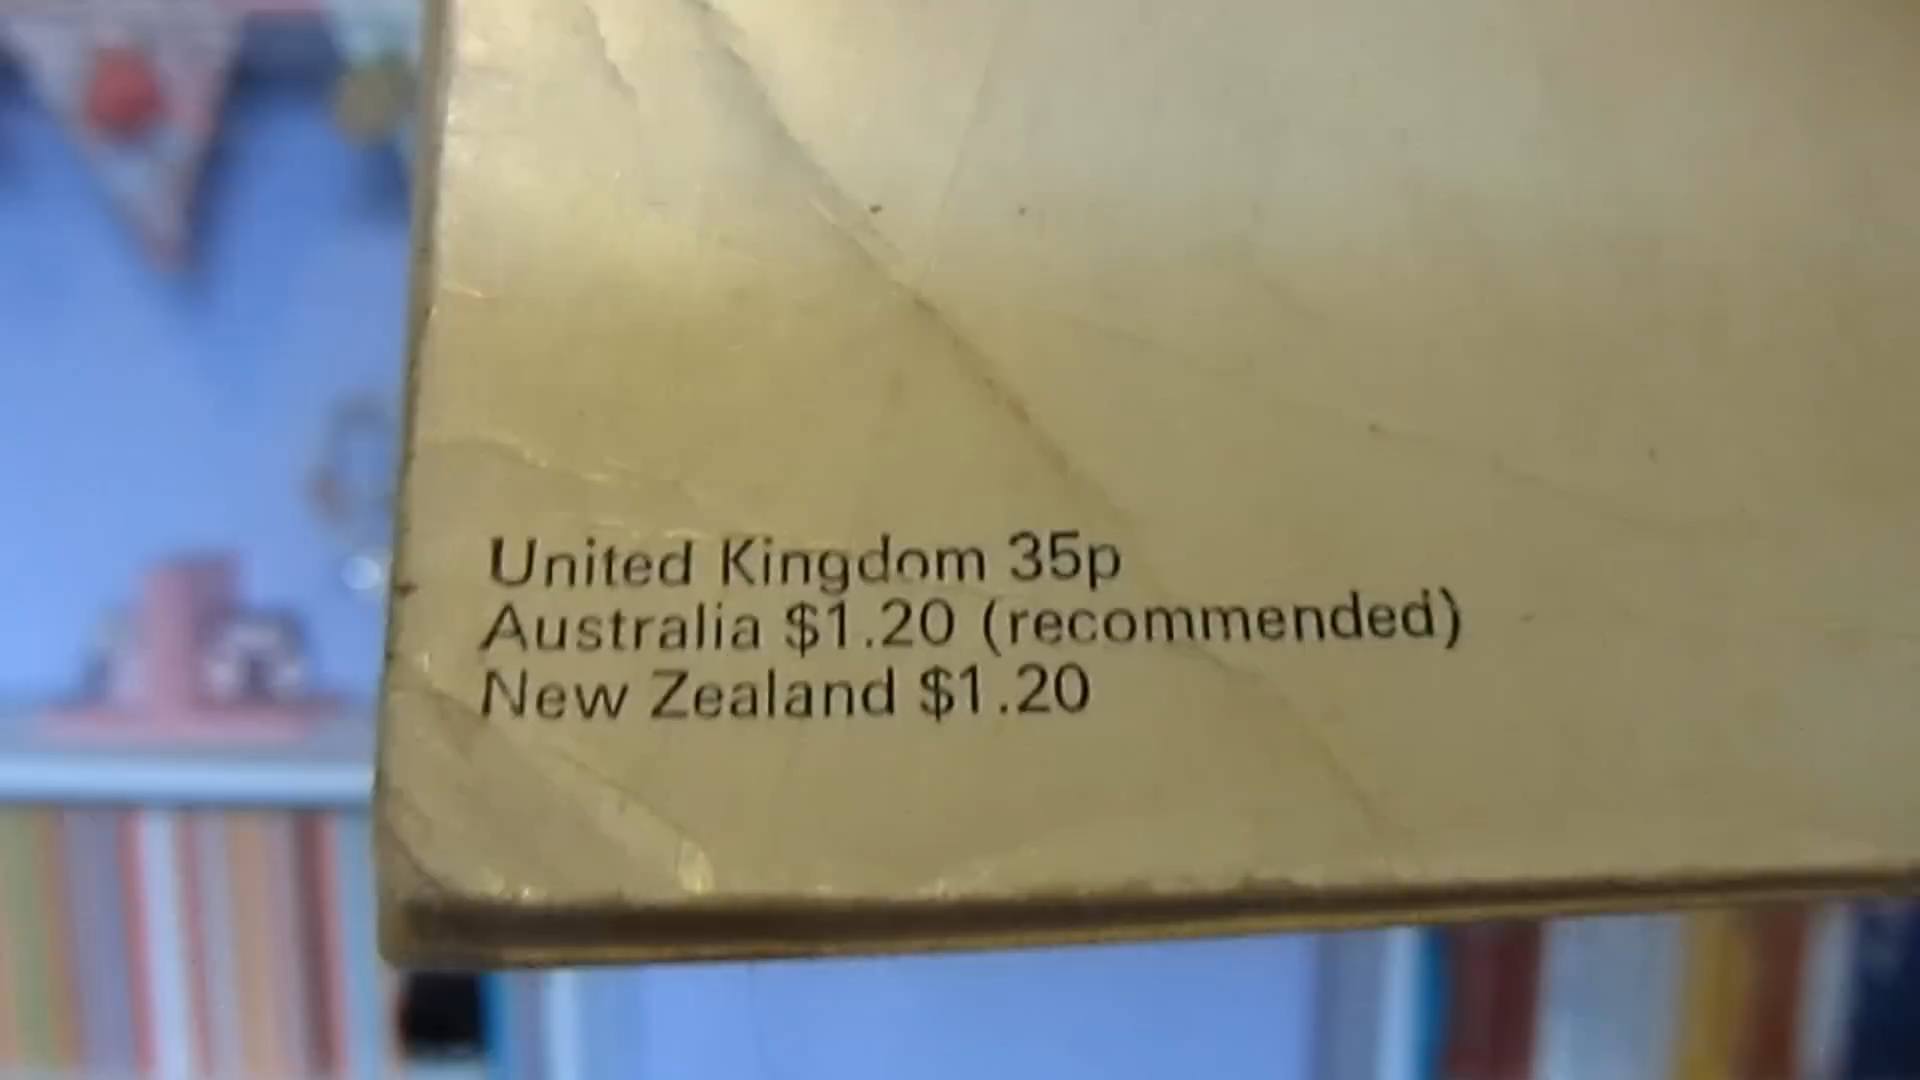 United Kingdom 35p
Australia $1.20 (recommended)
New Zealand $1.20